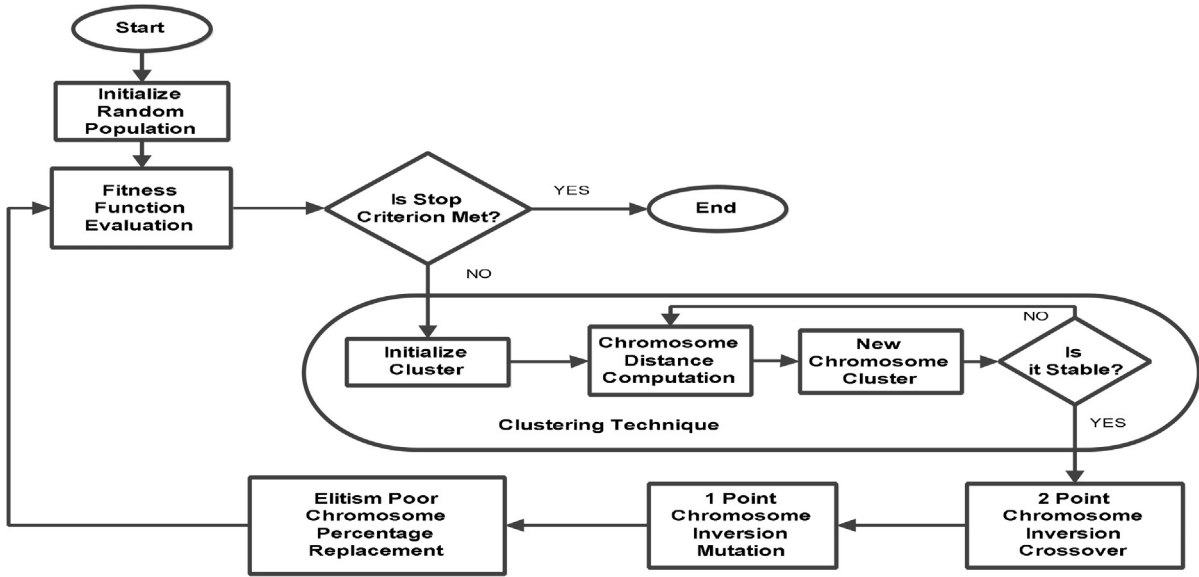 Start
Initialize
Random
Population
Fitness
Function
Evaluation
Is Stop
Criterion Met?
YES
End
NO
Initialize
Cluster
Chromosome
Distance
Computation
New
Chromosome
Cluster
NO
Is
it Stable?
Clustering Technique
YES
2 Point
Chromosome
Inversion
Crossover
1 Point
Chromosome
Inversion
Mutation
Elitism Poor
Chromosome
Percentage
Replacement